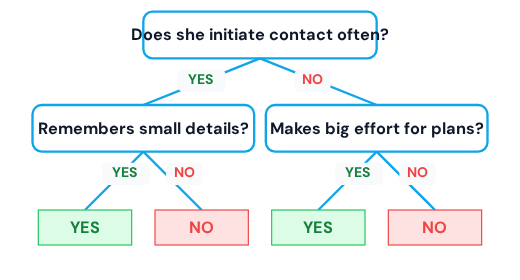 Does she initiate contact often?
YES NO
Remembers small details? Makes big effort for plans?
YES NO YES NO
YES NO YES NO